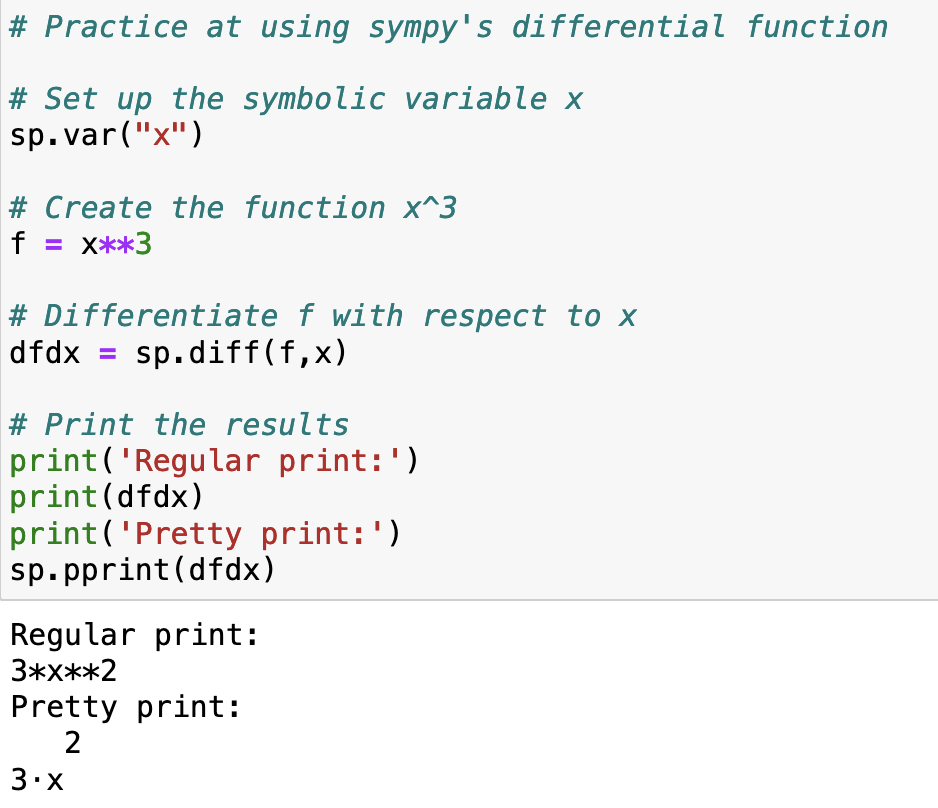 # Practice at using sympy's differential function
# Set up the symbolic variable x
sp.var("x")
# Create the function x^3
f = x**3
# Differentiate f with respect to x
dfdx = sp.diff(f,x)
# Print the results
print('Regular print:')
print(dfdx)
print('Pretty print:')
sp.pprint(dfdx)
Regular print:
3*x**2
Pretty print:
   2
3⋅x